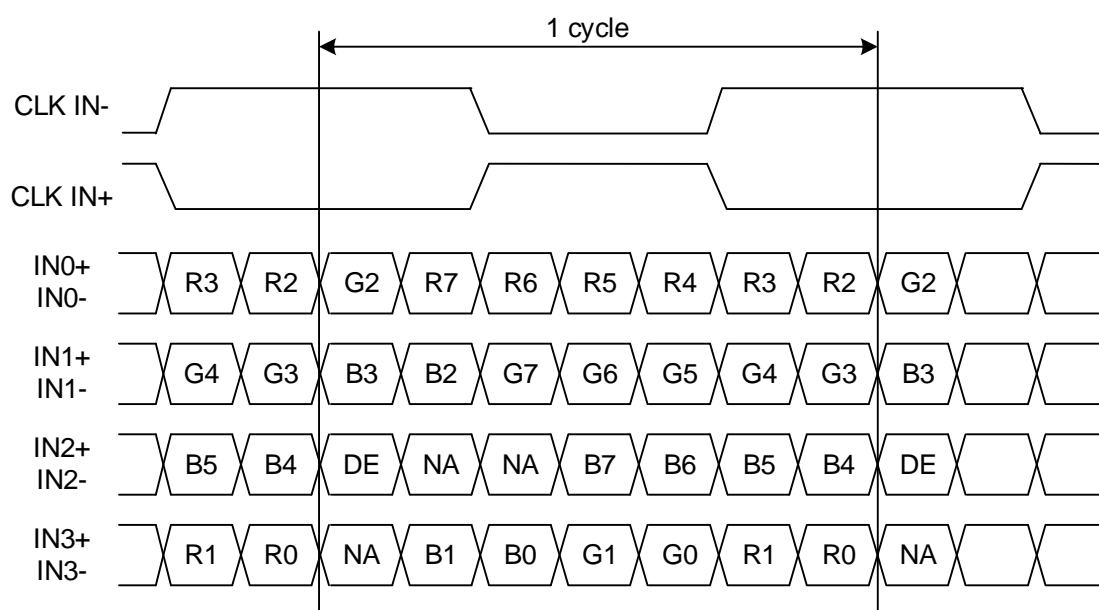 1 cycle
CLK IN-
CLK IN+
IN0+
IN0-
R3 R2 G2 R7 R6 R5 R4 R3 R2 G2
IN1+
IN1-
G4 G3 B3 B2 G7 G6 G5 G4 G3 B3
IN2+
IN2-
B5 B4 DE NA NA B7 B6 B5 B4 DE
IN3+
IN3-
R1 R0 NA B1 B0 G1 G0 R1 R0 NA